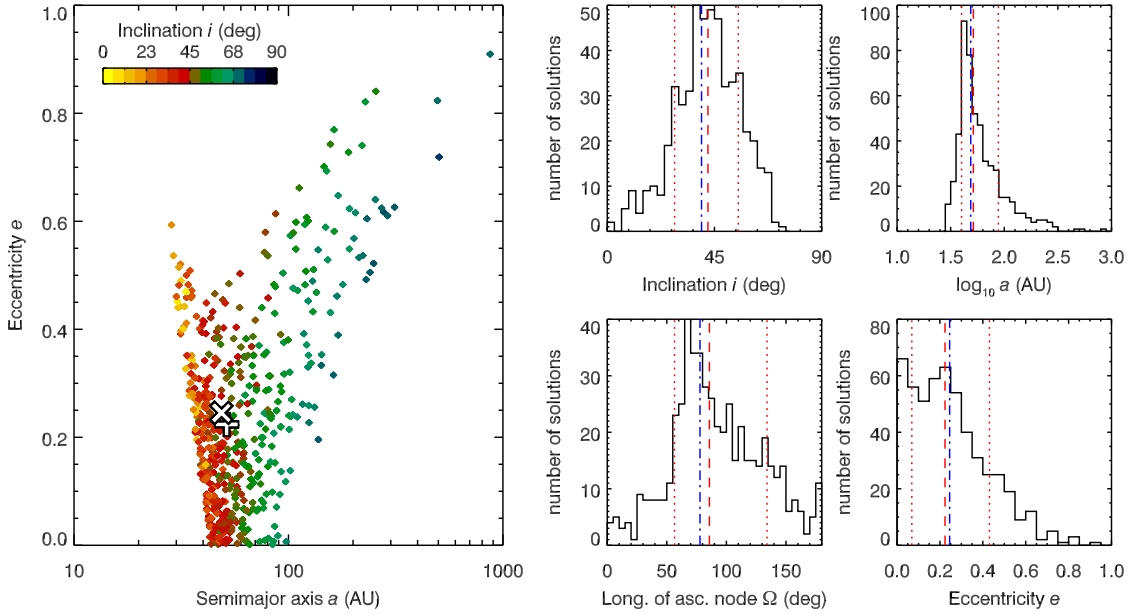 Inclination i (deg)
0 23 45 68 90
1.0
0.8
0.6
0.4
0.2
0.0
Eccentricity e
10 100 1000
Semimajor axis a (AU)
50
40
30
20
10
0
number of solutions
0 45 90
Inclination i (deg)
100
80
60
40
20
0
number of solutions
1.0 1.5 2.0 2.5 3.0
log10 a (AU)
40
30
20
10
0
number of solutions
0 50 100 150
Long. of asc. node Ω (deg)
80
60
40
20
0
number of solutions
0.0 0.2 0.4 0.6 0.8 1.0
Eccentricity e